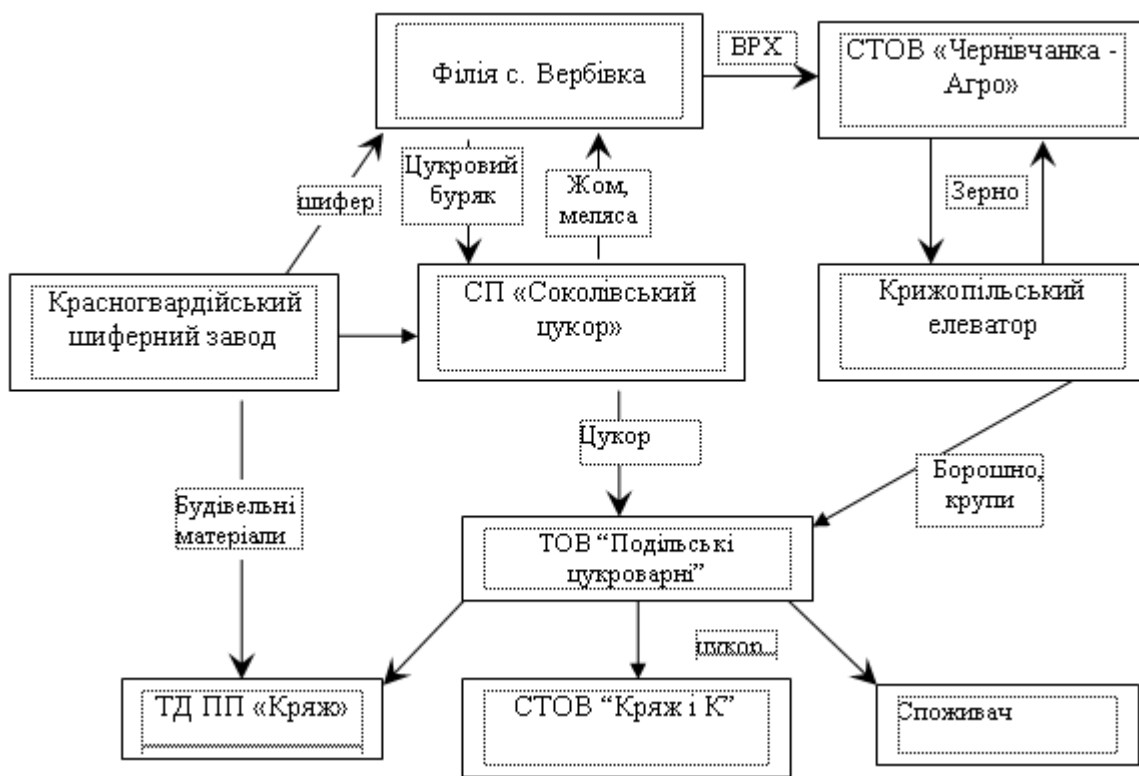 ВРХ
Філія с. Вербівка
СТОВ «Чернівчанка -
Агро»
шифер
Цукровий
буряк
Жом,
меляса
Зерно
Красногвардійський
шиферний завод
СП «Соколівський
цукор»
Крижопільський
елеватор
Цукор
Борошно,
крупи
Будівельні
матеріали
ТОВ “Подільські
цукроварні”
цукор
ТД ПП «Кряж»
СТОВ “Кряж і К”
Споживач